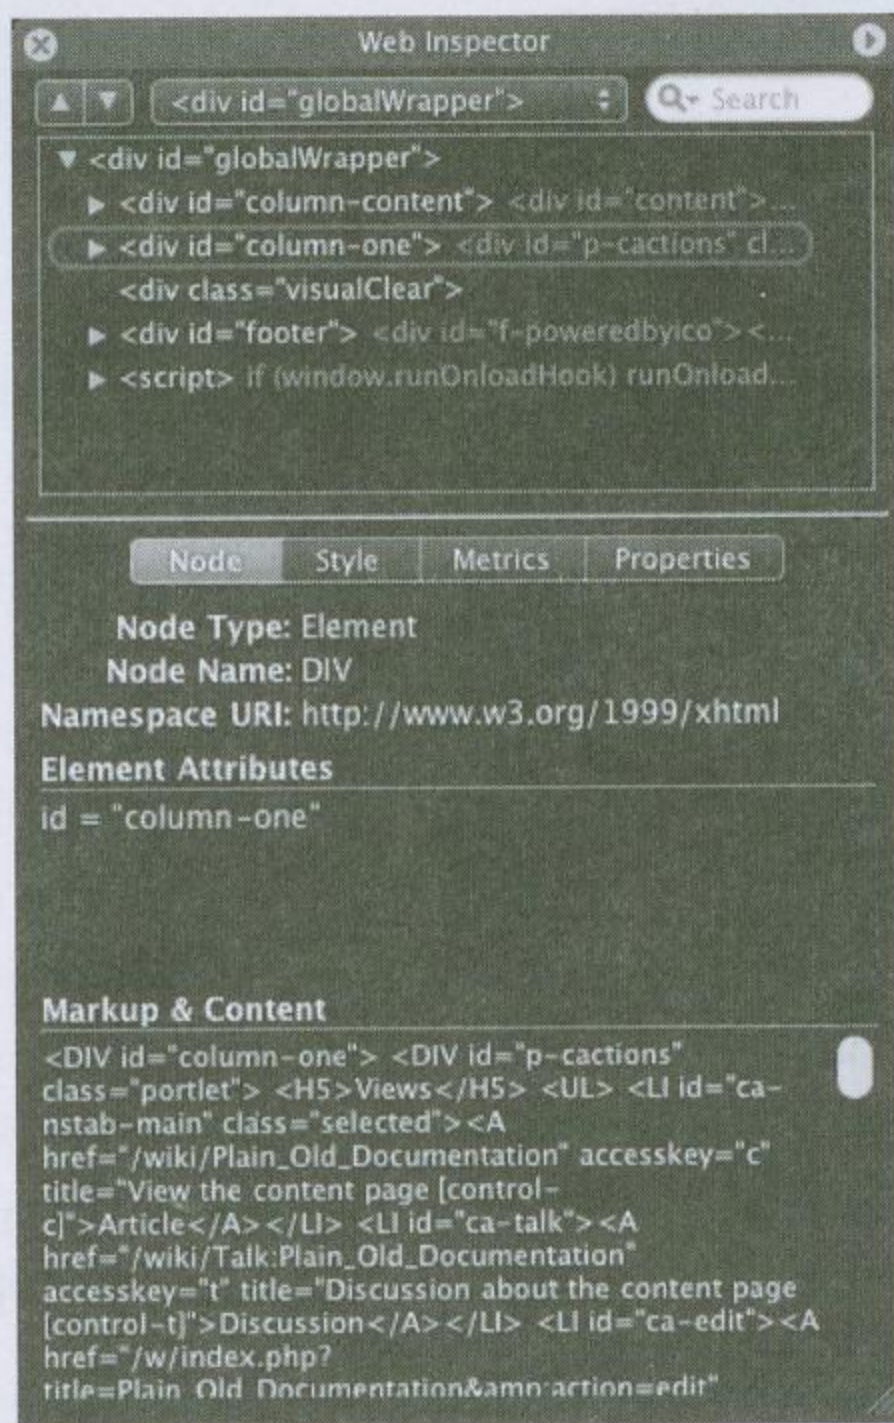 Web Inspector
<div id="globalWrapper">
Search
▼ <div id="globalWrapper">
▶ <div id="column-content"> <div id="content">...
▶ <div id="column-one"> <div id="p-cactions" cl...
<div class="visualClear">
▶ <div id="footer"> <div id="f-poweredbyico"><...
▶ <script> if (window.runOnloadHook) runOnload...
Node Style Metrics Properties
Node Type: Element
Node Name: DIV
Namespace URI: http://www.w3.org/1999/xhtml
Element Attributes
id = "column-one"
Markup & Content
<DIV id="column-one"> <DIV id="p-cactions"
class="portlet"> <H5>Views</H5> <UL> <LI id="ca-
nstab-main" class="selected"><A
href="/wiki/Plain_Old_Documentation" accesskey="c"
title="View the content page [control-
c]">Article</A></LI> <LI id="ca-talk"><A
href="/wiki/Talk:Plain_Old_Documentation"
accesskey="t" title="Discussion about the content page
[control-t]">Discussion</A></LI> <LI id="ca-edit"><A
href="/w/index.php?
title=Plain_Old_Documentation&amp;action=edit"